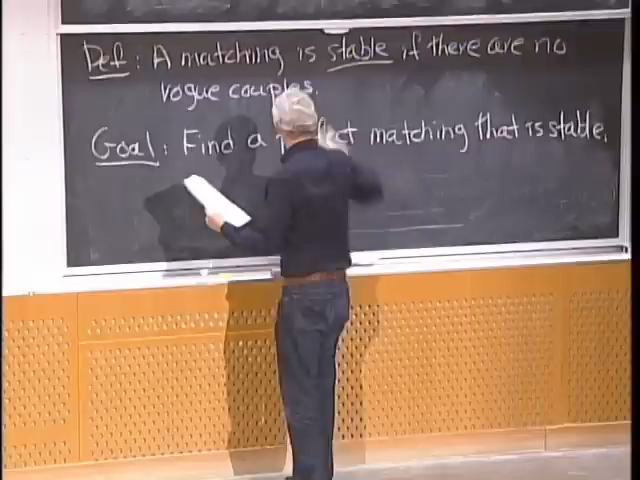 Def: A matching is stable if there are no
rogue couples.
Goal: Find a perfect matching that is stable.